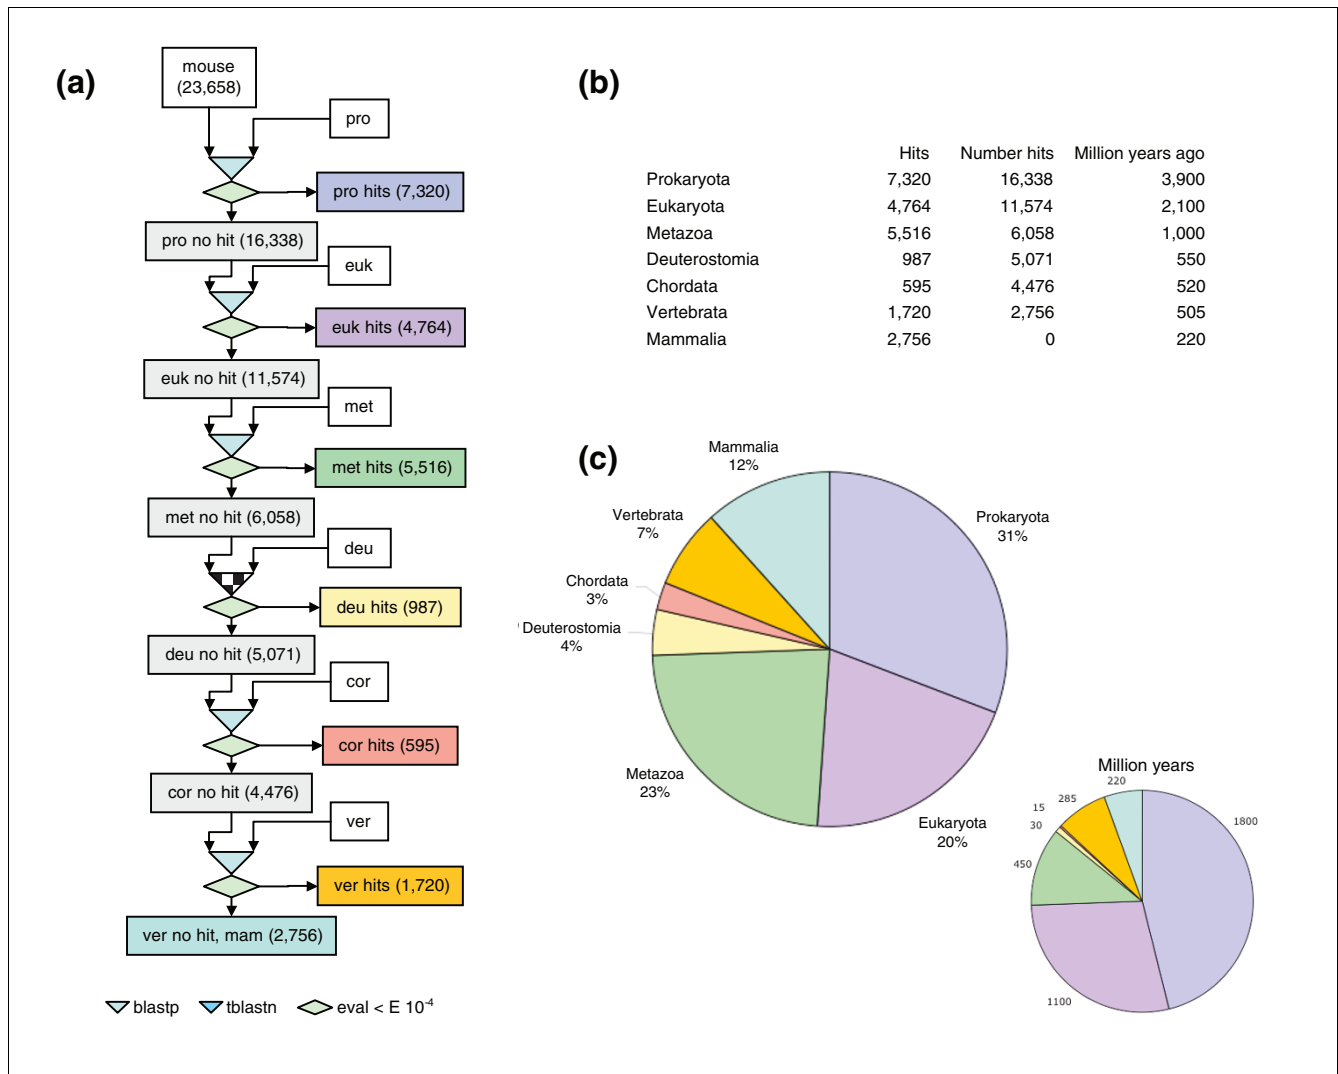 (a)
mouse
(23,658)
pro
pro hits (7,320)
pro no hit (16,338)
euk
euk hits (4,764)
euk no hit (11,574)
met
met hits (5,516)
met no hit (6,058)
deu
deu hits (987)
deu no hit (5,071)
cor
cor hits (595)
cor no hit (4,476)
ver
ver hits (1,720)
ver no hit, mam (2,756)
blastp tblastn eval < E 10⁻⁴
(b)
Hits Number hits Million years ago
Prokaryota 7,320 16,338 3,900
Eukaryota 4,764 11,574 2,100
Metazoa 5,516 6,058 1,000
Deuterostomia 987 5,071 550
Chordata 595 4,476 520
Vertebrata 1,720 2,756 505
Mammalia 2,756 0 220
(c)
Mammalia
12%
Prokaryota
31%
Vertebrata
7%
Chordata
3%
Deuterostomia
4%
Metazoa
23%
Eukaryota
20%
Million years
220
285
15
30
450
1100
1800